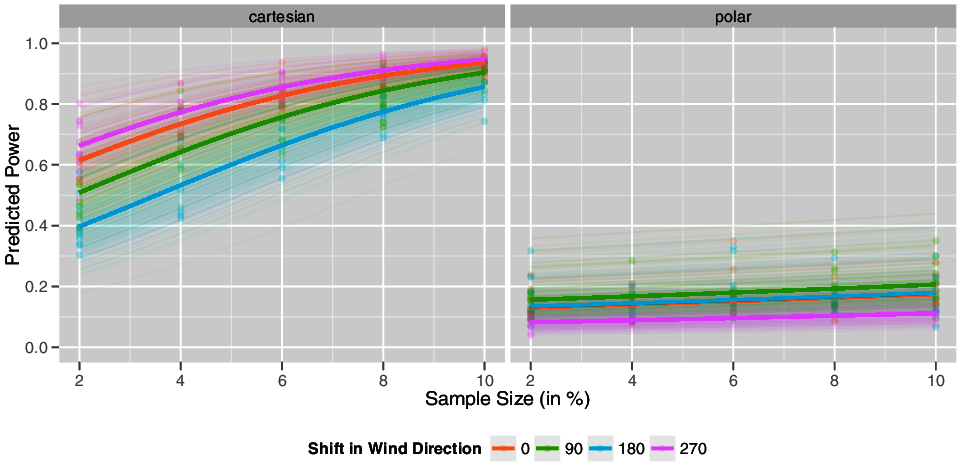 cartesian
polar
Predicted Power
1.0
0.8
0.6
0.4
0.2
0.0
2 4 6 8 10
2 4 6 8 10
Sample Size (in %)
Shift in Wind Direction 0 90 180 270